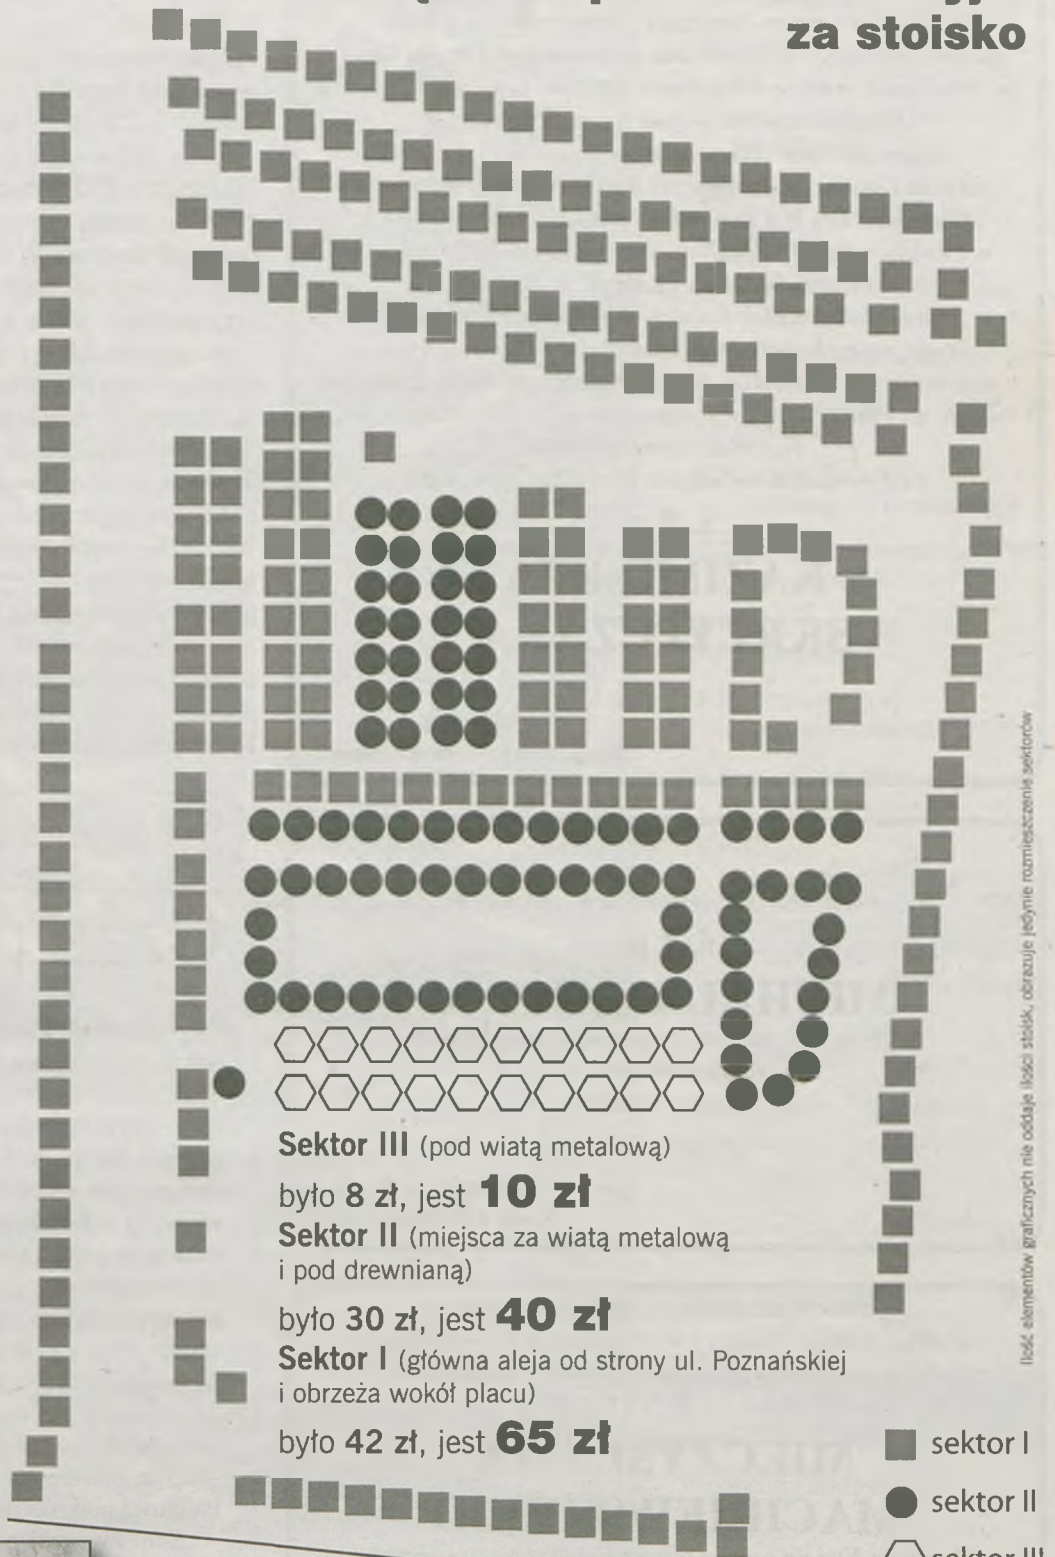 za stoisko
Sektor III (pod wiatą metalową)
było 8 zł, jest 10 zł
Sektor II (miejsca za wiatą metalową
i pod drewnianą)
było 30 zł, jest 40 zł
Sektor I (główna aleja od strony ul. Poznańskiej
i obrzeża wokół placu)
było 42 zł, jest 65 zł
sektor I
sektor II
sektor III
Ilość elementów graficznych nie oddaje ilości stoisk, obrazuje jedynie rozmieszczenie sektorów